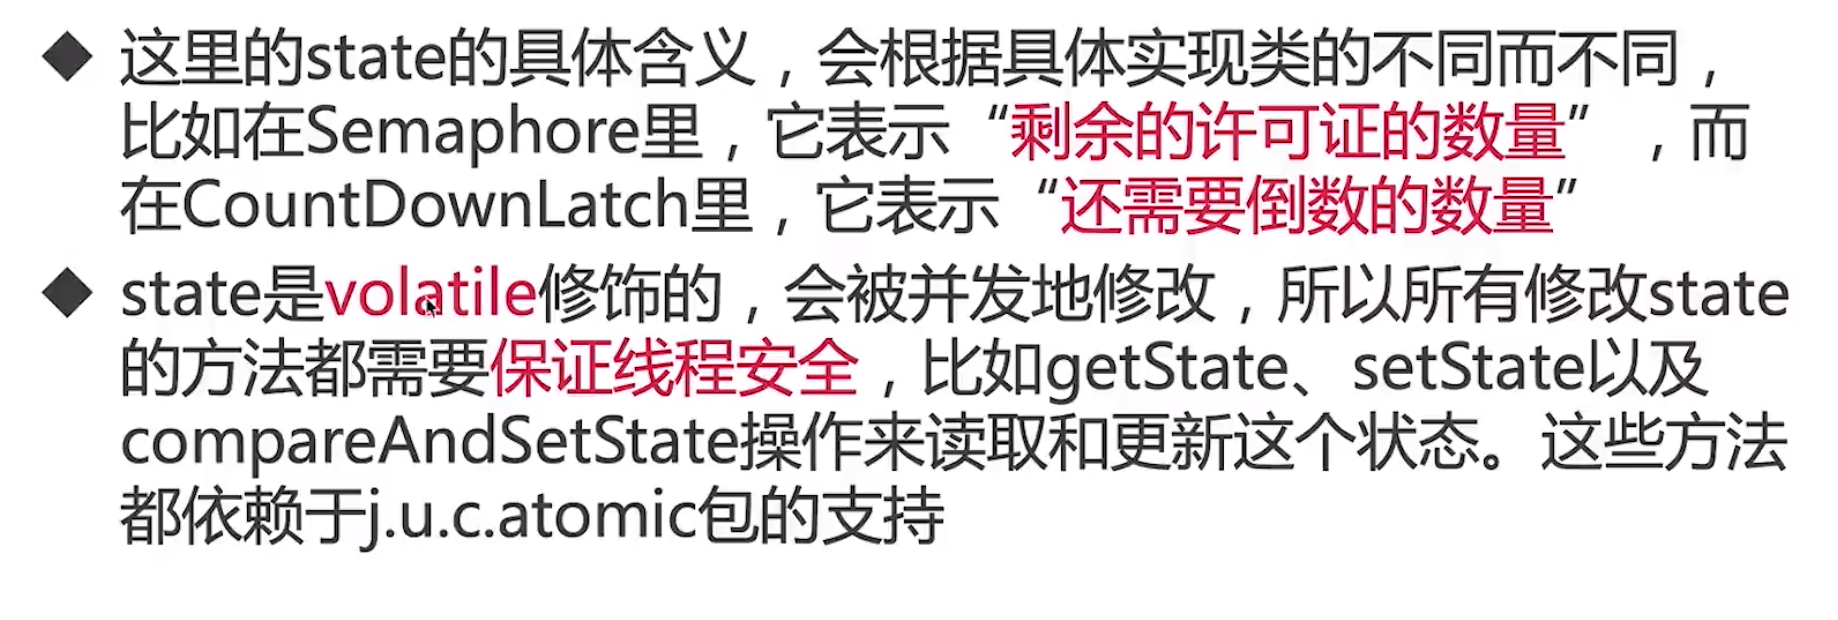 ◆ 这里的state的具体含义，会根据具体实现类的不同而不同，
比如在Semaphore里，它表示“剩余的许可证的数量”，而
在CountDownLatch里，它表示“还需要倒数的数量”
◆ state是volatile修饰的，会被并发地修改，所以所有修改state
的方法都需要保证线程安全，比如getState、setState以及
compareAndSetState操作来读取和更新这个状态。这些方法
都依赖于j.u.c.atomic包的支持